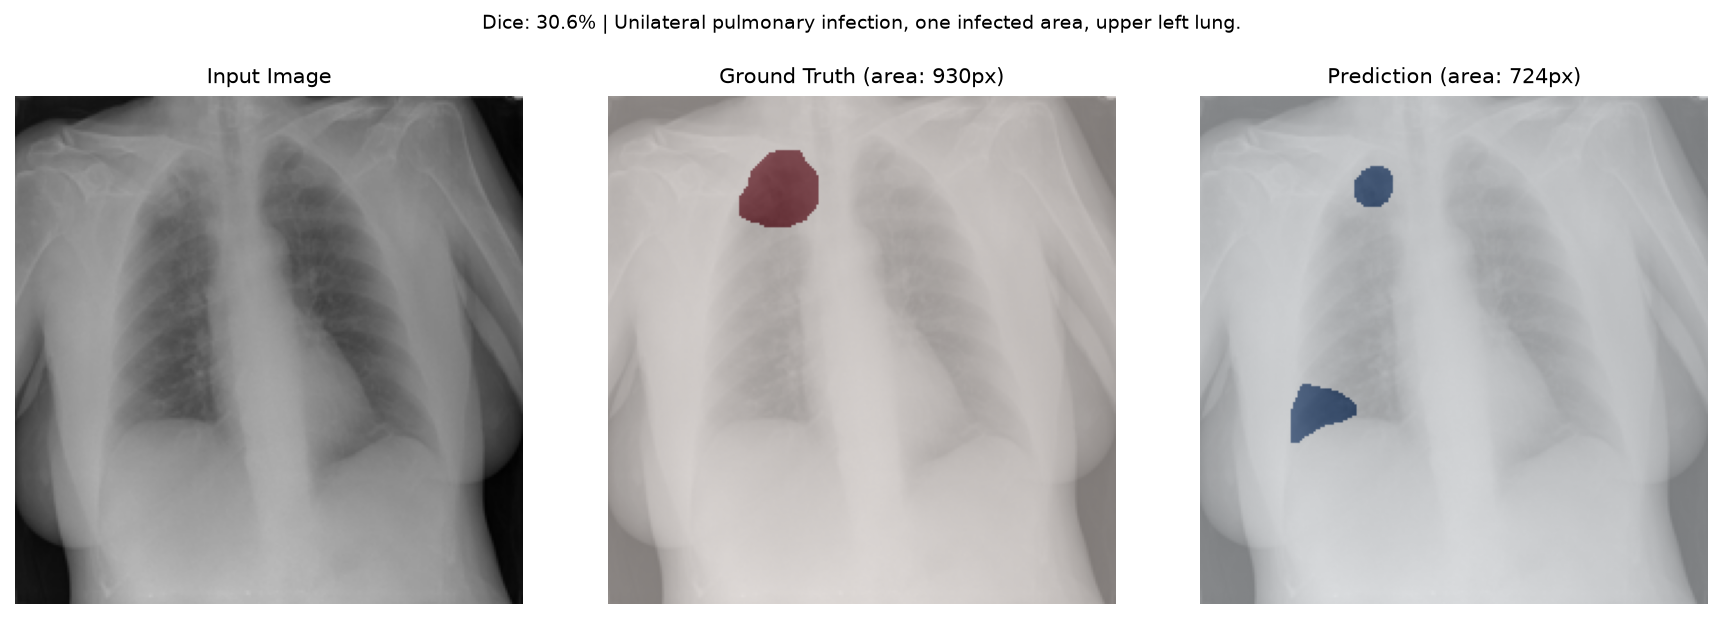 Dice: 30.6% | Unilateral pulmonary infection, one infected area, upper left lung.
Input Image
Ground Truth (area: 930px)
Prediction (area: 724px)